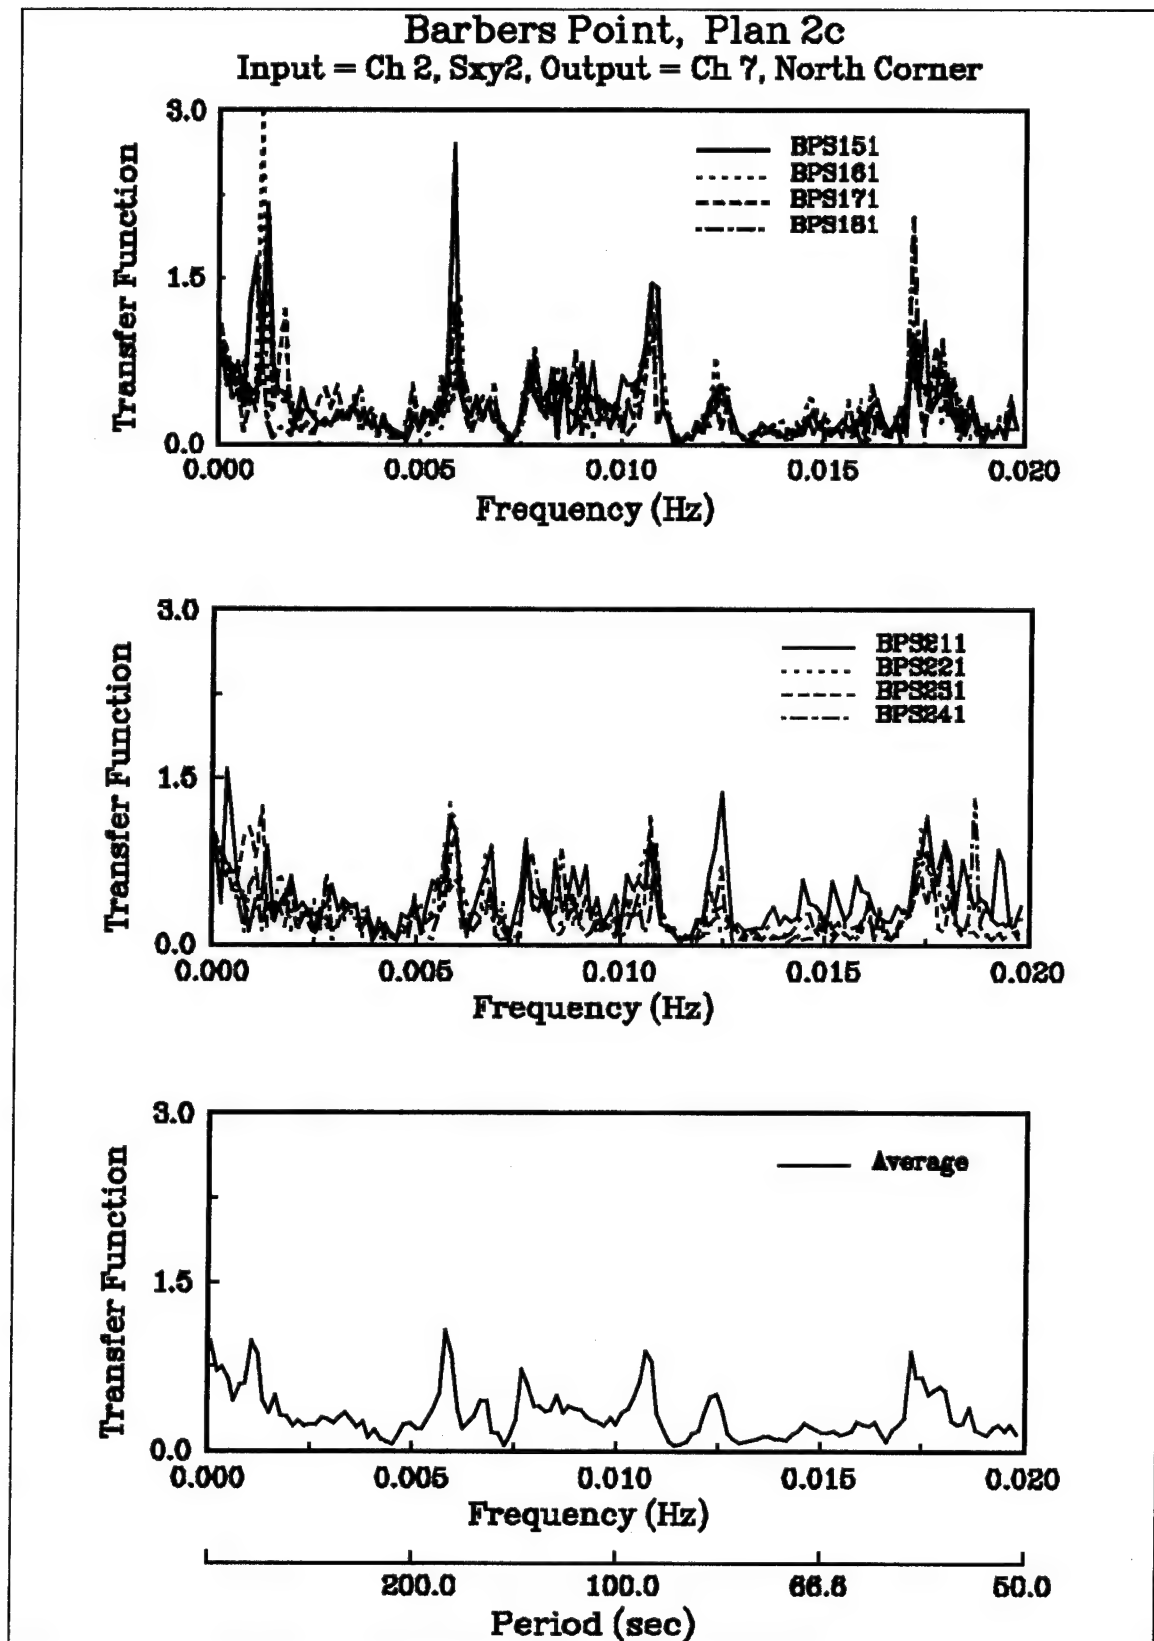 Barbers Point, Plan 2c
Input = Ch 2, Sxy2, Output = Ch 7, North Corner
Transfer Function
3.0
1.5
0.0
BPS151
BPS161
BPS171
BPS181
0.000 0.005 0.010 0.015 0.020
Frequency (Hz)
Transfer Function
3.0
1.5
0.0
BPS211
BPS221
BPS231
BPS241
0.000 0.005 0.010 0.015 0.020
Frequency (Hz)
Transfer Function
3.0
1.5
0.0
Average
0.000 0.005 0.010 0.015 0.020
Frequency (Hz)
200.0 100.0 66.6 50.0
Period (sec)